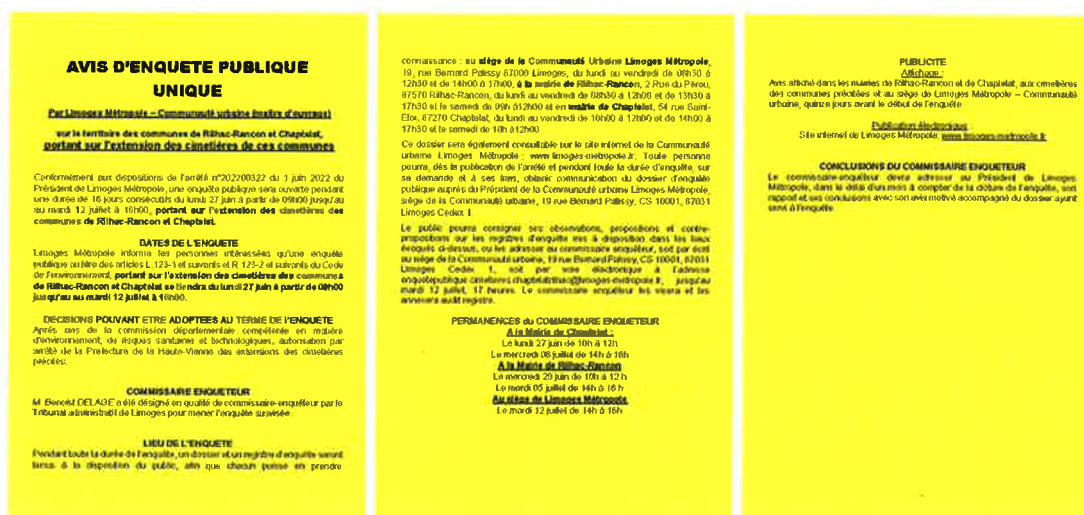 AVIS D'ENQUETE PUBLIQUE
UNIQUE
Par Limoges Métropole – Communauté urbaine (maître d'ouvrage)
sur le territoire des communes de Rilhac-Rancon et Chaptelat,
portant sur l'extension des cimetières de ces communes
Conformément aux dispositions de l'arrêté n°202200322 du 1 juin 2022 du
Président de Limoges Métropole, une enquête publique sera ouverte pendant
une durée de 16 jours consécutifs du lundi 27 juin à partir de 09h00 jusqu'au
au mardi 12 juillet à 16h00, portant sur l'extension des cimetières des
communes de Rilhac-Rancon et Chaptelat.
DATES DE L'ENQUETE
Limoges Métropole informe les personnes intéressées qu'une enquête
publique au titre des articles L 123-1 et suivants et R 123-2 et suivants du Code
de l'environnement, portant sur l'extension des cimetières des communes
de Rilhac-Rancon et Chaptelat se tiendra du lundi 27 juin à partir de 09h00
jusqu'au au mardi 12 juillet à 16h00.
DECISIONS POUVANT ETRE ADOPTEES AU TERME DE L'ENQUETE
Après avis de la commission départementale compétente en matière
d'environnement, de risques sanitaires et technologiques, autorisation par
arrêté de la Préfecture de la Haute-Vienne des extensions des cimetières
précités.
COMMISSAIRE ENQUETEUR
M. Benoist DELAGE a été désigné en qualité de commissaire-enquêteur par le
Tribunal administratif de Limoges pour mener l'enquête susvisée
LIEU DE L'ENQUETE
Pendant toute la durée de l'enquête, un dossier et un registre d'enquête seront
tenus à la disposition du public, afin que chacun puisse en prendre
connaissance : au siège de la Communauté Urbaine Limoges Métropole,
19, rue Bernard Palissy 87000 Limoges, du lundi au vendredi de 08h30 à
12h30 et de 14h00 à 17h00, à la mairie de Rilhac-Rancon, 2 Rue du Pérou,
87570 Rilhac-Rancon, du lundi au vendredi de 08h30 à 12h00 et de 13h30 à
17h30 et le samedi de 09h à12h00 et en mairie de Chaptelat, 54 rue Saint-
Eloi, 87270 Chaptelat, du lundi au vendredi de 10h00 à 12h00 et de 14h00 à
17h30 et le samedi de 10h à12h00
Ce dossier sera également consultable sur le site internet de la Communauté
urbaine Limoges Métropole : www.limoges-metropole.fr. Toute personne
pourra, dès la publication de l'arrêté et pendant toute la durée d'enquête, sur
sa demande et à ses frais, obtenir communication du dossier d'enquête
publique auprès du Président de la Communauté urbaine Limoges Métropole,
siège de la Communauté urbaine, 19 rue Bernard Palissy, CS 10001, 87031
Limoges Cedex 1.
Le public pourra consigner ses observations, propositions et contre-
propositions sur les registres d'enquête mis à disposition dans les lieux
évoqués ci-dessus, ou les adresser au commissaire enquêteur, soit par écrit
au siège de la Communauté urbaine, 19 rue Bernard Palissy, CS 10001, 87031
Limoges Cedex 1, soit par voie électronique à l'adresse
jusqu'au
mardi 12 juillet, 17 heures. Le commissaire enquêteur les visera et les
annexera audit registre.
PERMANENCES du COMMISSAIRE ENQUETEUR
A la Mairie de Chaptelat :
Le lundi 27 juin de 10h à 12h
Le mercredi 06 juillet de 14h à 16h
A la Mairie de Rilhac-Rancon
Le mercredi 29 juin de 10h à 12 h
Le mardi 05 juillet de 14h à 16 h
Au siège de Limoges Métropole
Le mardi 12 juillet de 14h à 16h
PUBLICITE
Affichage :
Avis affiché dans les mairies de Rilhac-Rancon et de Chaptelat, aux cimetières
des communes précitées et au siège de Limoges Métropole – Communauté
urbaine, quinze jours avant le début de l'enquête
Publication électronique :
Site internet de Limoges Métropole: www.limoges-metropole.fr
CONCLUSIONS DU COMMISSAIRE ENQUETEUR
Le commissaire-enquêteur devra adresser au Président de Limoges
Métropole, dans le délai d'un mois à compter de la clôture de l'enquête, son
rapport et ses conclusions avec son avis motivé accompagné du dossier ayant
servi à l'enquête.